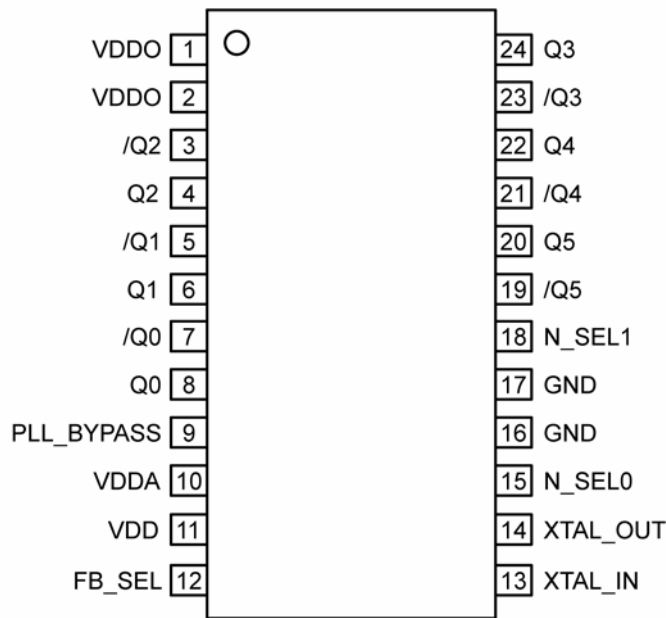 VDDO 1 24 Q3
VDDO 2 23 /Q3
/Q2 3 22 Q4
Q2 4 21 /Q4
/Q1 5 20 Q5
Q1 6 19 /Q5
/Q0 7 18 N_SEL1
Q0 8 17 GND
PLL_BYPASS 9 16 GND
VDDA 10 15 N_SEL0
VDD 11 14 XTAL_OUT
FB_SEL 12 13 XTAL_IN